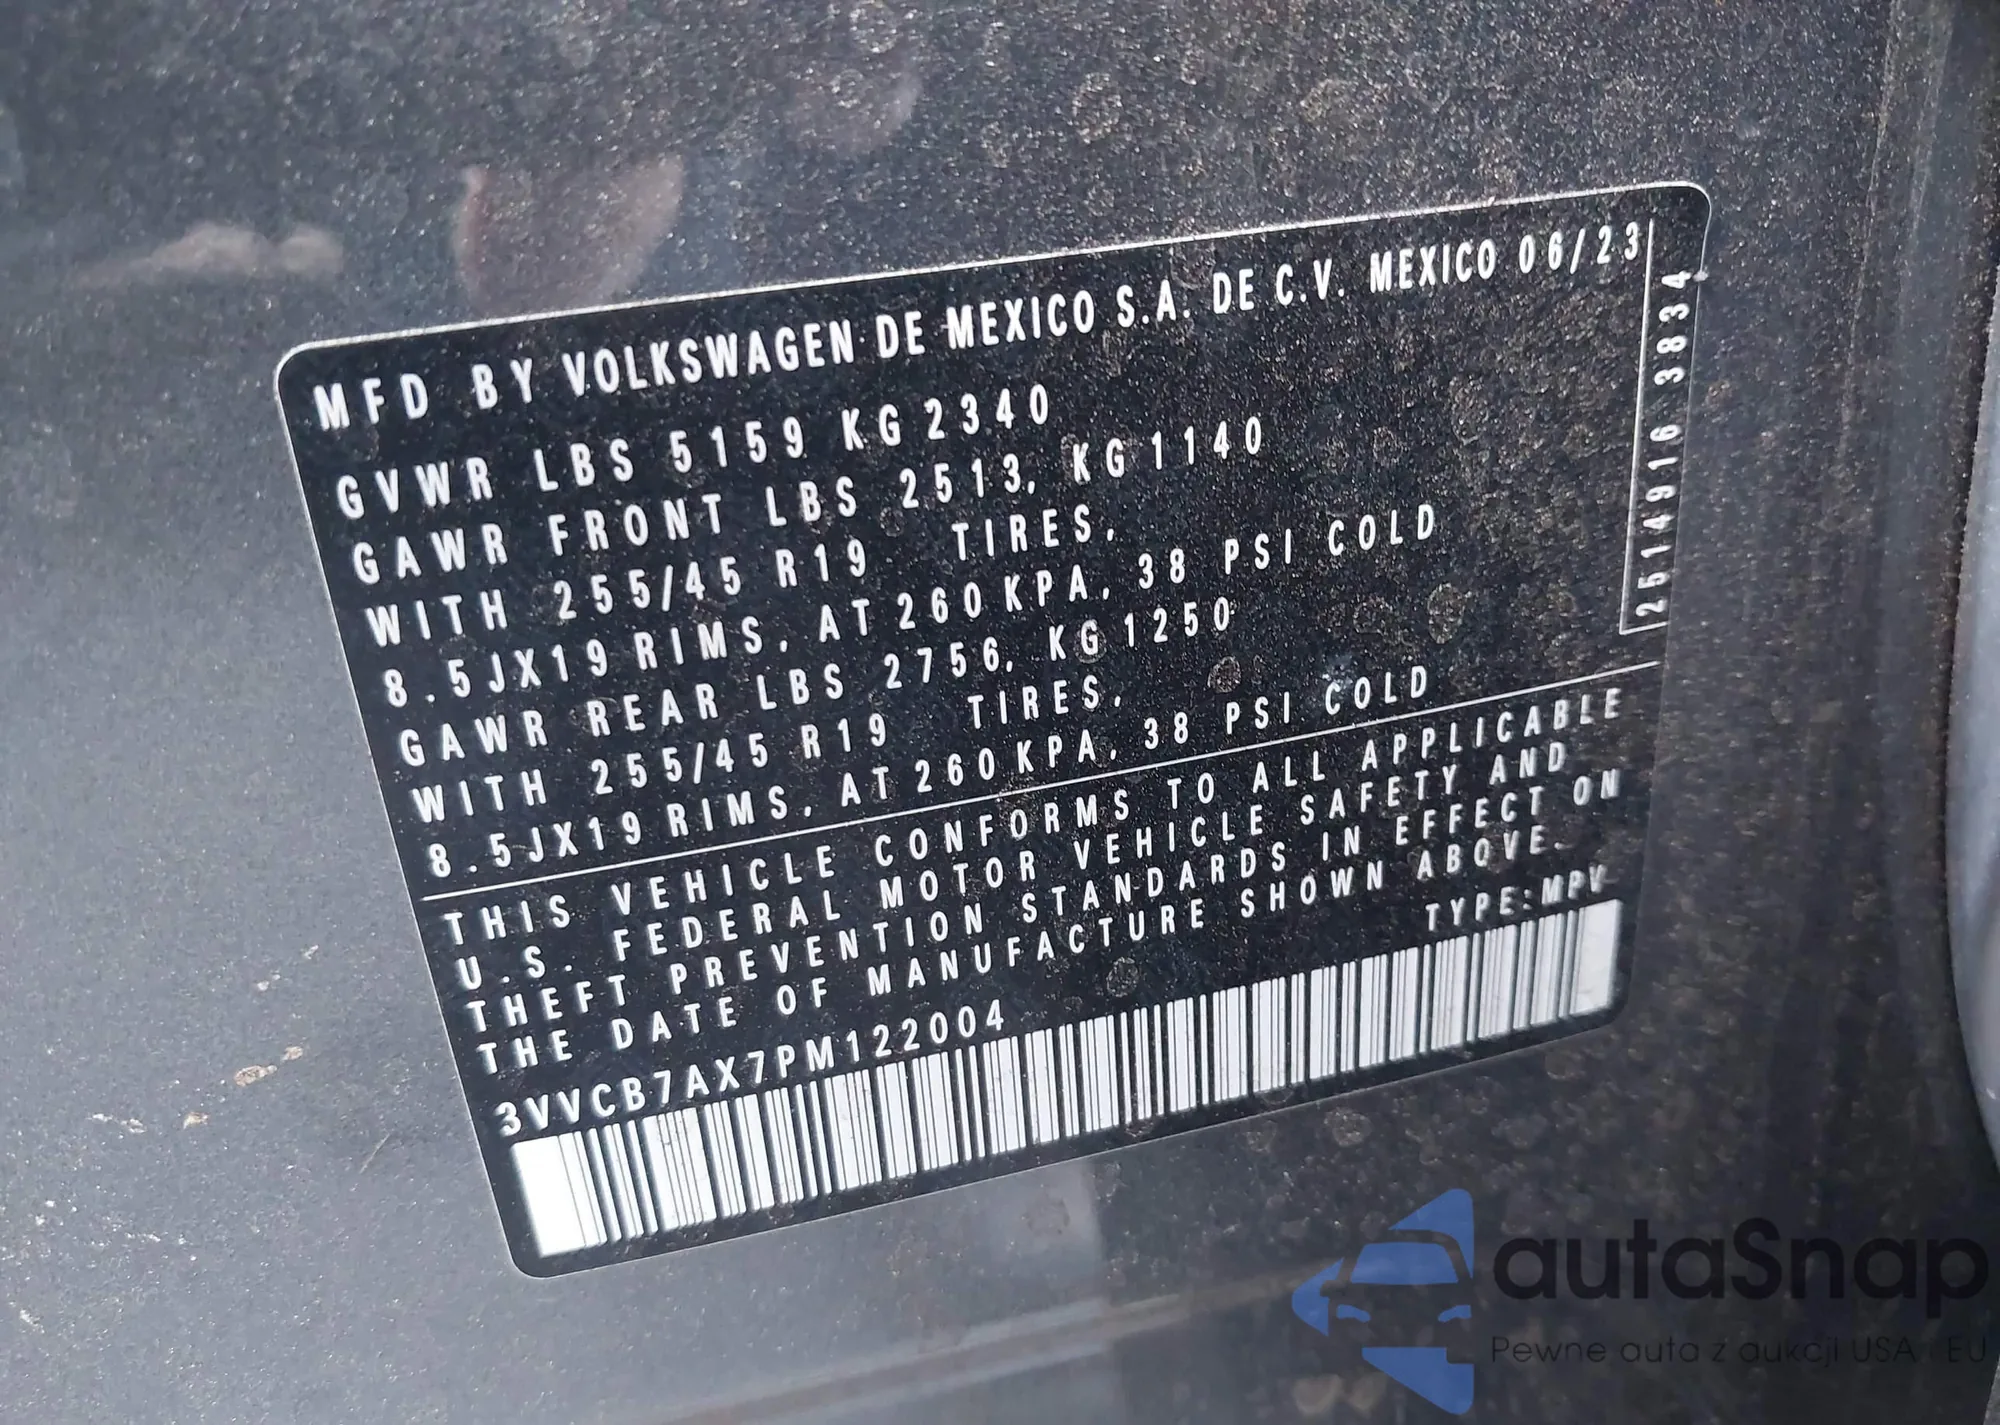 MFD BY VOLKSWAGEN DE MEXICO S.A. DE C.V. MEXICO 06/23
GVWR LBS 5159 KG 2340
GAWR FRONT LBS 2513, KG 1140
WITH 255/45 R19 TIRES,
8.5JX19 RIMS, AT 260 KPA, 38 PSI COLD
GAWR REAR LBS 2756, KG 1250
WITH 255/45 R19 TIRES,
8.5JX19 RIMS, AT 260 KPA, 38 PSI COLD
2514916 3834
THIS VEHICLE CONFORMS TO ALL APPLICABLE
U.S. FEDERAL MOTOR VEHICLE SAFETY AND
THEFT PREVENTION STANDARDS IN EFFECT ON
THE DATE OF MANUFACTURE SHOWN ABOVE.
TYPE:MPV
3VVCB7AX7PM122004
autaSnap
Pewne auta z aukcji USA i EU